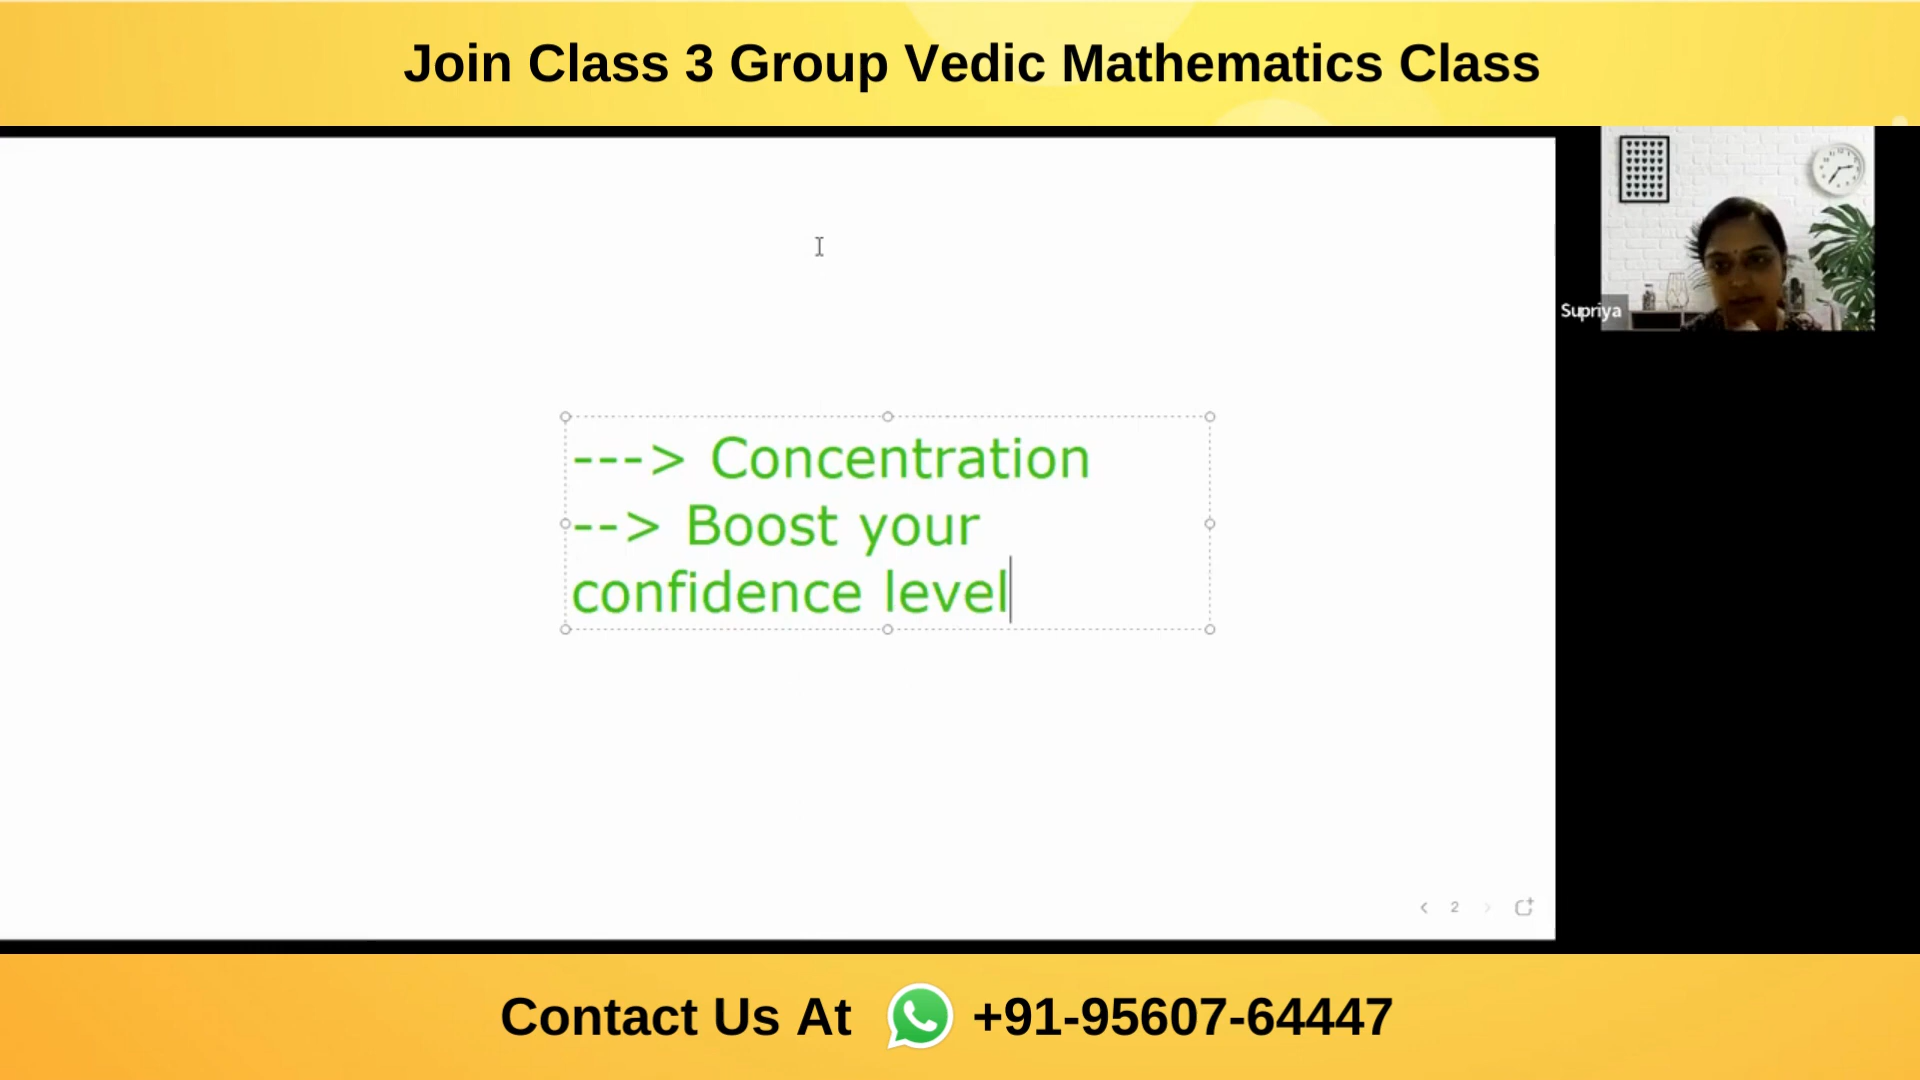 Join Class 3 Group Vedic Mathematics Class
Supriya
---> Concentration
--> Boost your
confidence level
2
Contact Us At +91-95607-64447